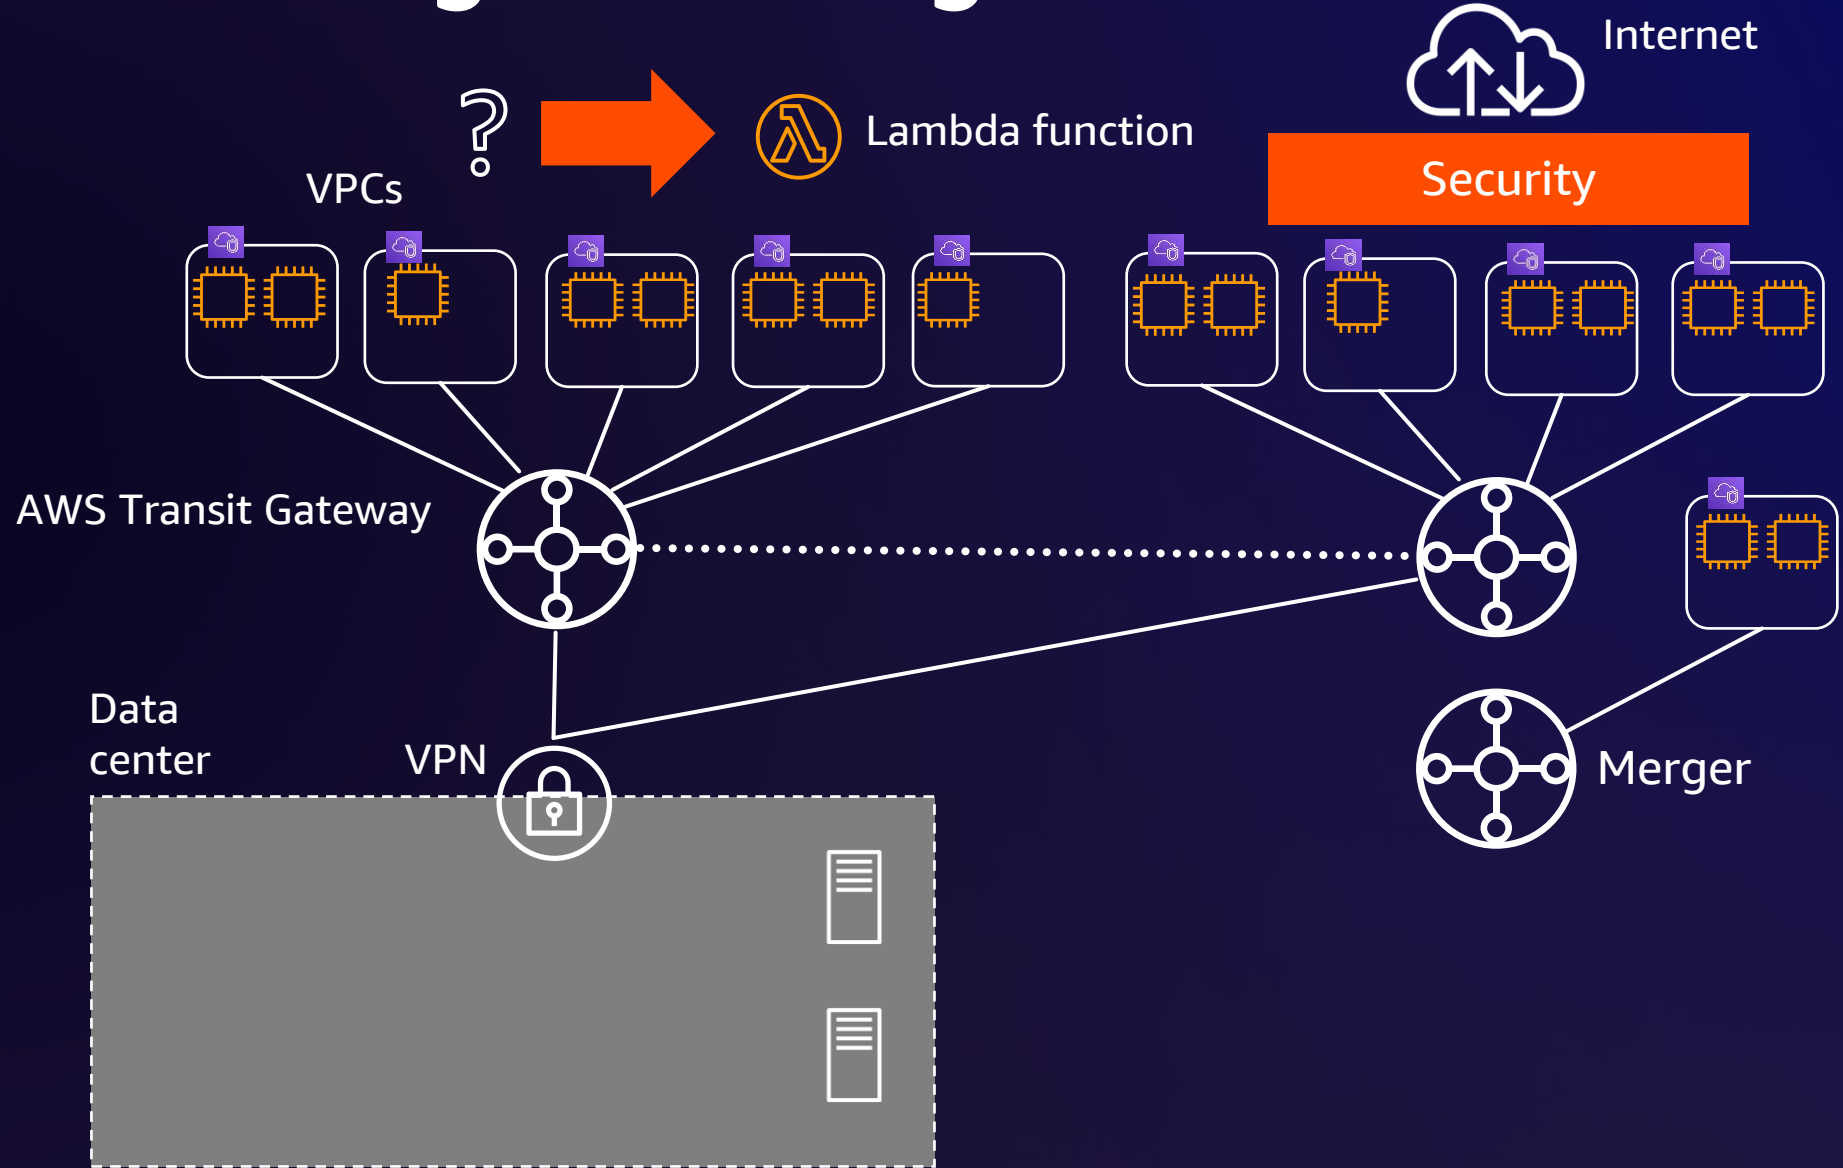 Internet
?
Lambda function
Security
VPCs
AWS Transit Gateway
Data
center
VPN
Merger